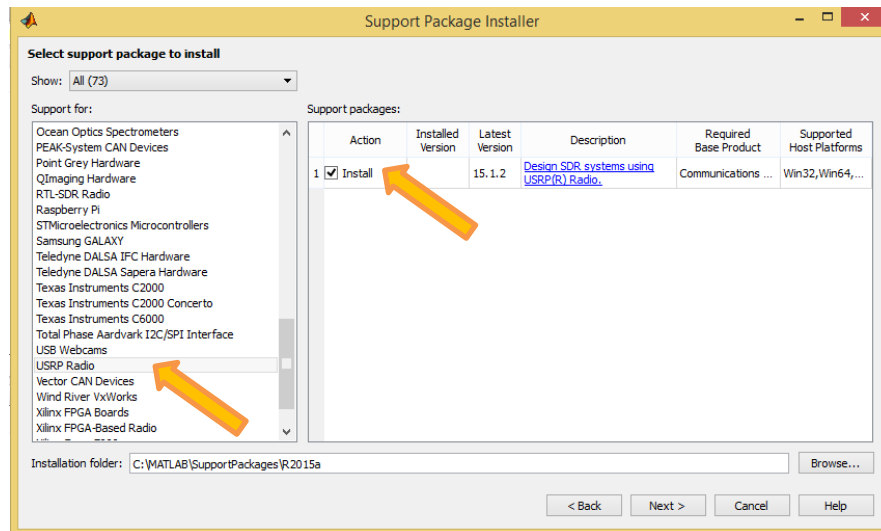 Support Package Installer
Select support package to install
Show: All (73)
Support for:
Ocean Optics Spectrometers
PEAK-System CAN Devices
Point Grey Hardware
QImaging Hardware
RTL-SDR Radio
Raspberry Pi
STMicroelectronics Microcontrollers
Samsung GALAXY
Teledyne DALSA IFC Hardware
Teledyne DALSA Sapera Hardware
Texas Instruments C2000
Texas Instruments C2000 Concerto
Texas Instruments C6000
Total Phase Aardvark I2C/SPI Interface
USB Webcams
USRP Radio
Vector CAN Devices
Wind River VxWorks
Xilinx FPGA Boards
Xilinx FPGA-Based Radio
Support packages:
Action
Installed
Version
Latest
Version
Description
Required
Base Product
Supported
Host Platforms
1 Install
15.1.2
Design SDR systems using
USRP(R) Radio.
Communications ...
Win32,Win64,...
Installation folder: C:\MATLAB\SupportPackages\R2015a
Browse...
< Back
Next >
Cancel
Help